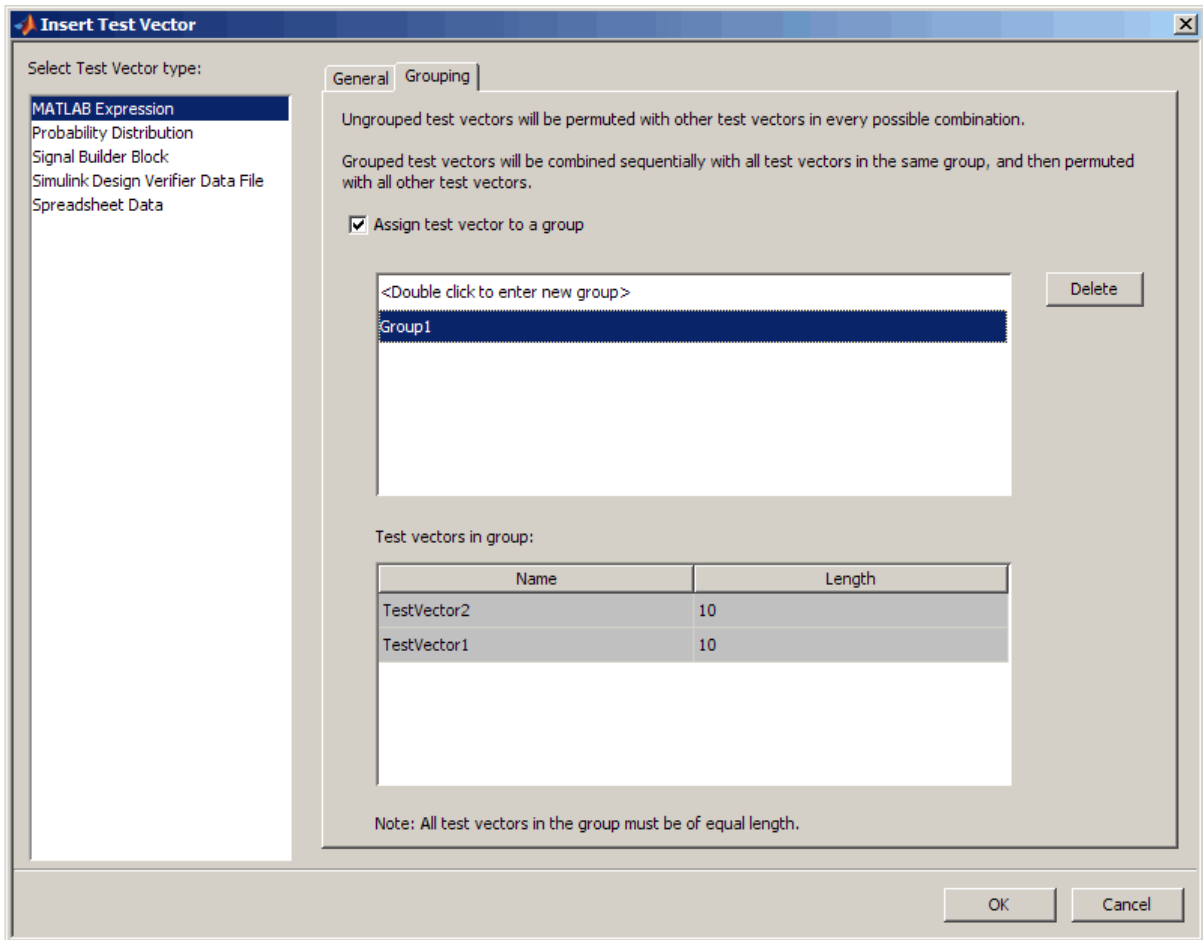 Insert Test Vector
Select Test Vector type:
MATLAB Expression
Probability Distribution
Signal Builder Block
Simulink Design Verifier Data File
Spreadsheet Data
General Grouping
Ungrouped test vectors will be permuted with other test vectors in every possible combination.
Grouped test vectors will be combined sequentially with all test vectors in the same group, and then permuted
with all other test vectors.
Assign test vector to a group
<Double click to enter new group>
Delete
Group1
Test vectors in group:
Name Length
TestVector2 10
TestVector1 10
Note: All test vectors in the group must be of equal length.
OK Cancel